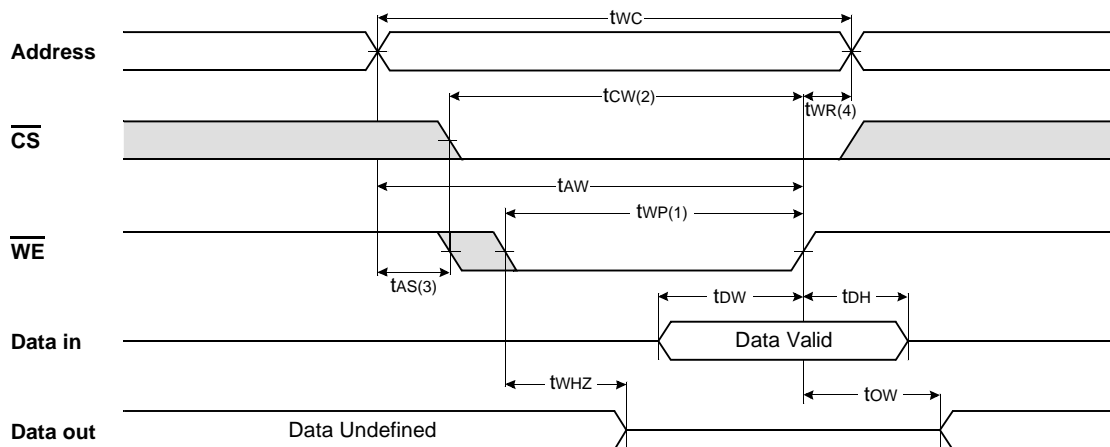 tWC
Address
tCW(2)
tWR(4)
CS
tAW
tWP(1)
WE
tAS(3)
tDW
tDH
Data in
Data Valid
tWHZ
tOW
Data out
Data Undefined